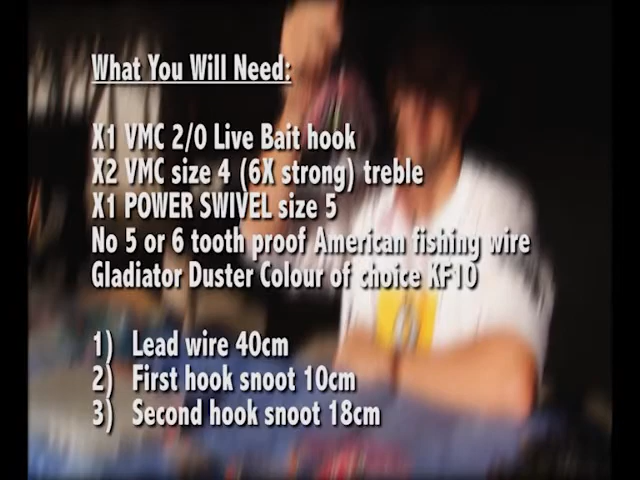 What You Will Need:
X1 VMC 2/0 Live Bait hook
X2 VMC size 4 (6X strong) treble
X1 POWER SWIVEL size 5
No 5 or 6 tooth proof American fishing wire
Gladiator Duster Colour of choice KF10
1) Lead wire 40cm
2) First hook snoot 10cm
3) Second hook snoot 18cm